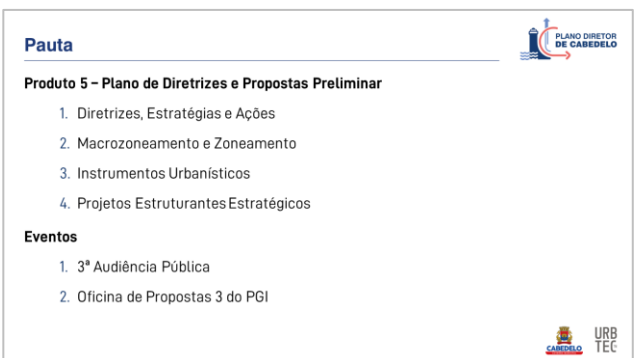 Pauta
PLANO DIRETOR
DE CABEDELO
Produto 5 – Plano de Diretrizes e Propostas Preliminar
1. Diretrizes, Estratégias e Ações
2. Macrozoneamento e Zoneamento
3. Instrumentos Urbanísticos
4. Projetos Estruturantes Estratégicos
Eventos
1. 3ª Audiência Pública
2. Oficina de Propostas 3 do PGI
CABEDELO
URB
TEC